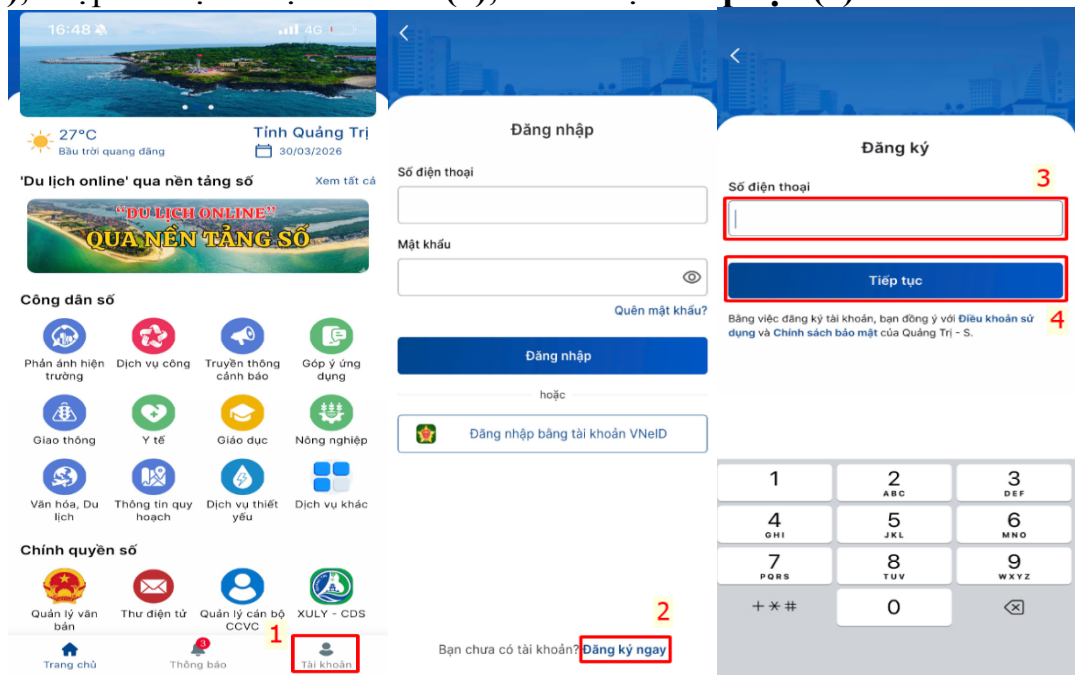 16:48
4G
27°C
Bầu trời quang đãng
Tỉnh Quảng Trị
30/03/2026
'Du lịch online' qua nền tảng số
Xem tất cả
“DU LỊCH ONLINE”
QUA NỀN TẢNG SỐ
Công dân số
Phản ánh hiện trường
Dịch vụ công
Truyền thông cảnh báo
Góp ý ứng dụng
Giao thông
Y tế
Giáo dục
Nông nghiệp
Văn hóa, Du lịch
Thông tin quy hoạch
Dịch vụ thiết yếu
Dịch vụ khác
Chính quyền số
Quản lý văn bản
Thư điện tử
Quản lý cán bộ CCVC
XULY - CDS
1
Trang chủ
3
Thông báo
Tài khoản
Đăng nhập
Số điện thoại
Mật khẩu
Quên mật khẩu?
Đăng nhập
hoặc
Đăng nhập bằng tài khoản VNeID
2
Bạn chưa có tài khoản? Đăng ký ngay
Đăng ký
3
Số điện thoại
Tiếp tục
Bằng việc đăng ký tài khoản, bạn đồng ý với Điều khoản sử
dụng và Chính sách bảo mật của Quảng Trị - S.
4
1
2 ABC
3 DEF
4 GHI
5 JKL
6 MNO
7 PQRS
8 TUV
9 WXYZ
+ * #
0